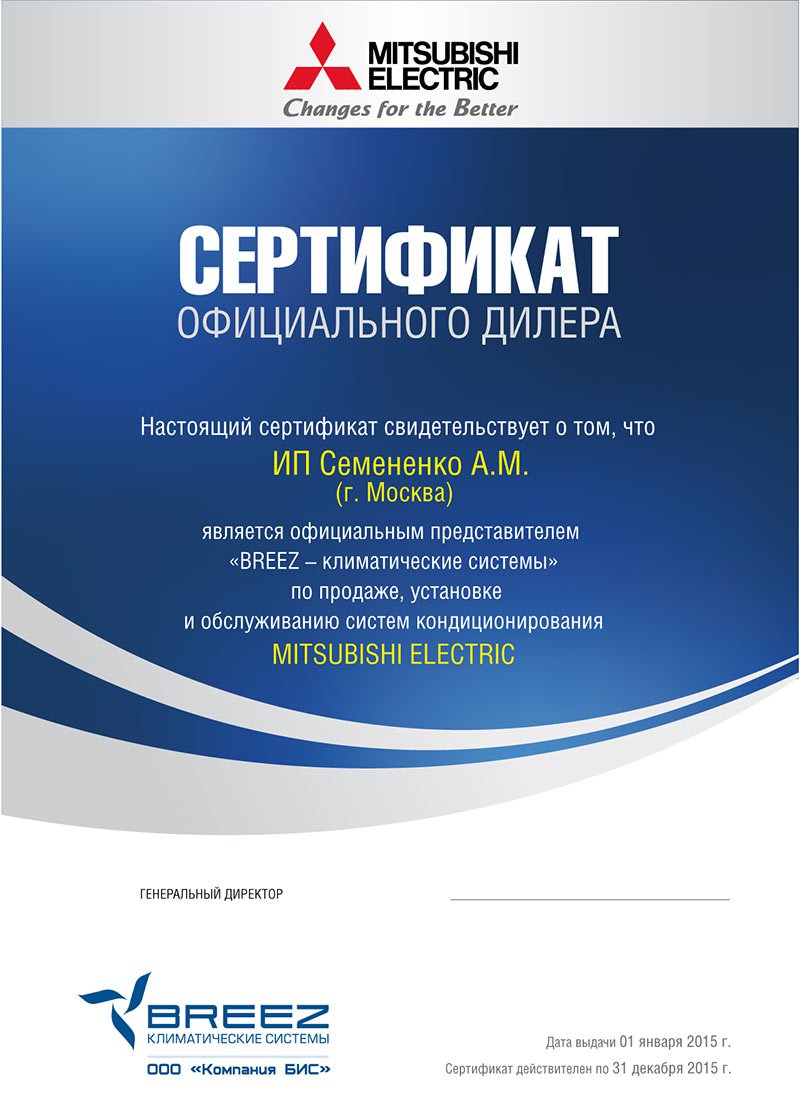 MITSUBISHI
ELECTRIC
Changes for the Better
СЕРТИФИКАТ
ОФИЦИАЛЬНОГО ДИЛЕРА
Настоящий сертификат свидетельствует о том, что
ИП Семененко А.М.
(г. Москва)
является официальным представителем
«BREEZ – климатические системы»
по продаже, установке
и обслуживанию систем кондиционирования
MITSUBISHI ELECTRIC
ГЕНЕРАЛЬНЫЙ ДИРЕКТОР
BREEZ
КЛИМАТИЧЕСКИЕ СИСТЕМЫ
ООО «Компания БИС»
Дата выдачи 01 января 2015 г.
Сертификат действителен по 31 декабря 2015 г.